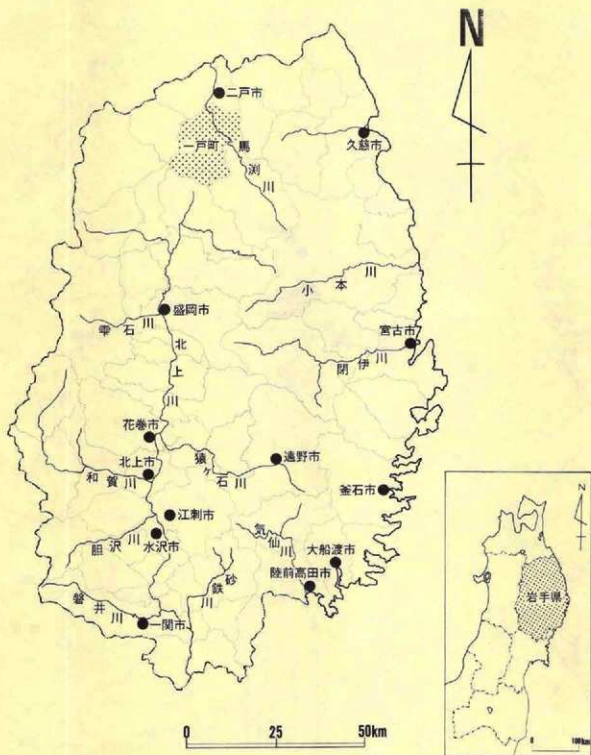 N
二戸市
一戸町
馬淵川
久慈市
小本川
盛岡市
雫石川
北上川
宮古市
閉伊川
花巻市
猿ヶ石川
遠野市
北上市
和賀川
釜石市
江刺市
胆沢川
水沢市
気仙川
大船渡市
陸前高田市
砂鉄川
磐井川
一関市
0 25 50km
N
岩手県
0 100km